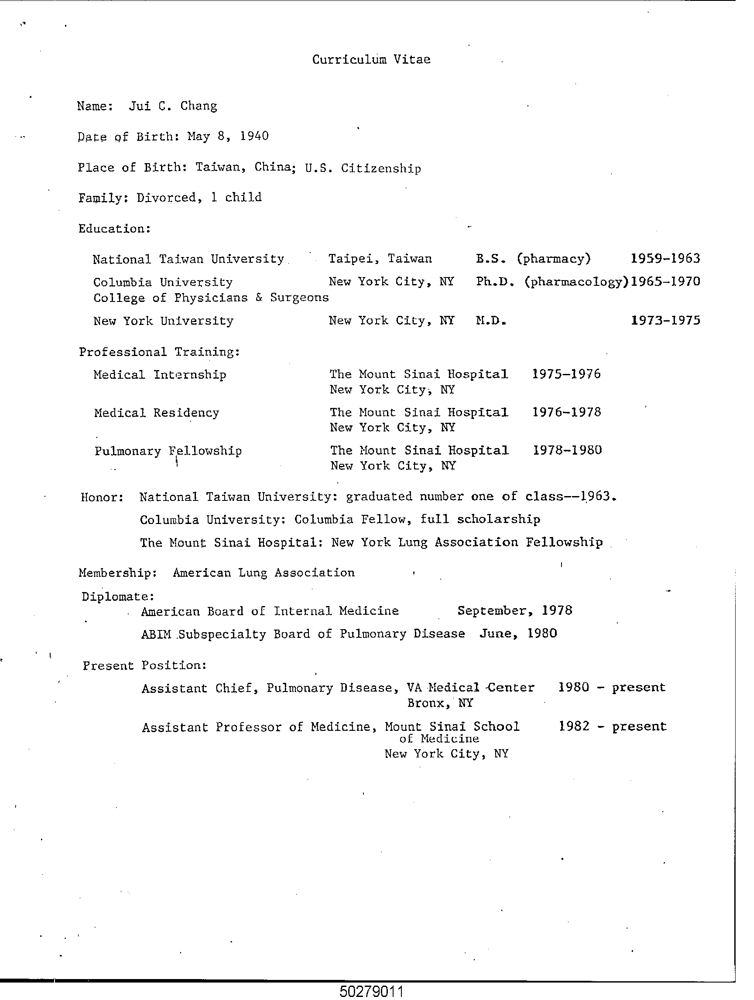 Curriculum Vitae
Name: Jui C. Chang
Date of Birth: May 8, 1940
Place of Birth: Taiwan, China; U.S. Citizenship
Family: Divorced, 1 child
Education:
National Taiwan University Taipei, Taiwan B.S. (pharmacy) 1959-1963
Columbia University New York City, NY Ph.D. (pharmacology) 1965-1970
College of Physicians & Surgeons
New York University New York City, NY M.D. 1973-1975
Professional Training:
Medical Internship The Mount Sinai Hospital 1975-1976
New York City, NY
Medical Residency The Mount Sinai Hospital 1976-1978
New York City, NY
Pulmonary Fellowship The Mount Sinai Hospital 1978-1980
New York City, NY
Honor: National Taiwan University: graduated number one of class--1963.
Columbia University: Columbia Fellow, full scholarship
The Mount Sinai Hospital: New York Lung Association Fellowship
Membership: American Lung Association
Diplomate:
American Board of Internal Medicine September, 1978
ABIM Subspecialty Board of Pulmonary Disease June, 1980
Present Position:
Assistant Chief, Pulmonary Disease, VA Medical Center 1980 - present
Bronx, NY
Assistant Professor of Medicine, Mount Sinai School 1982 - present
of Medicine
New York City, NY
50279011